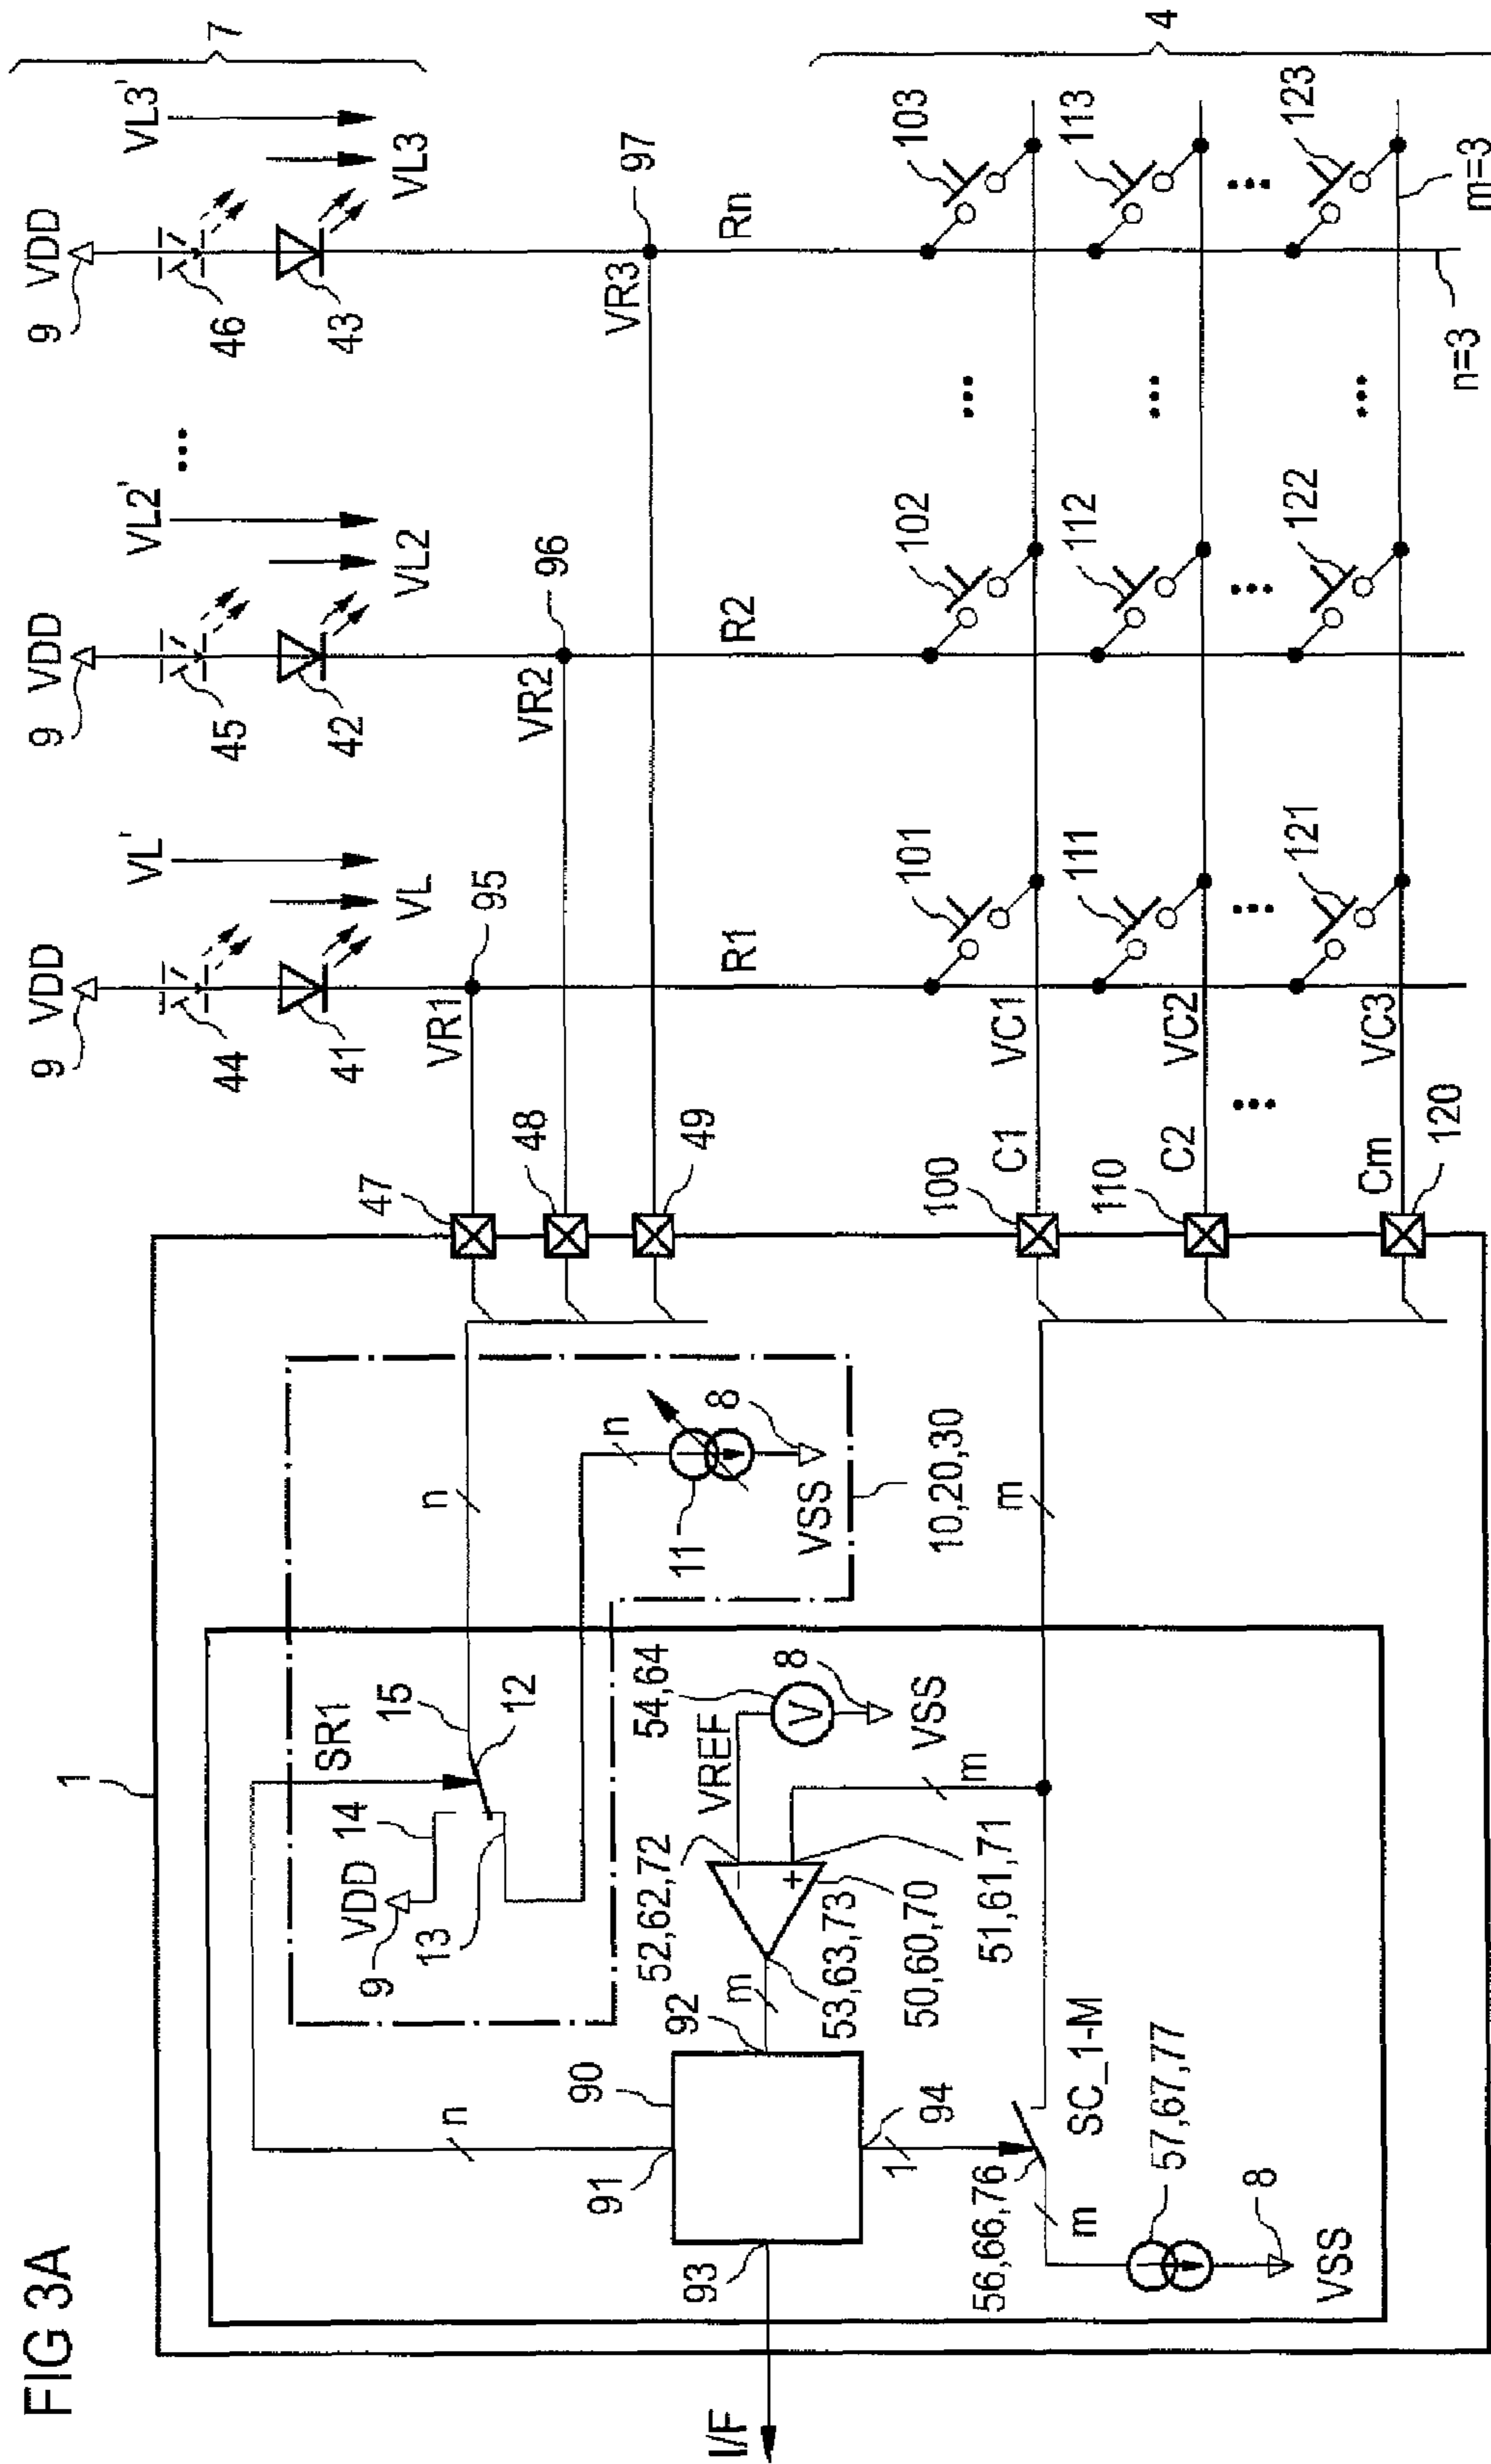 FIG 3A
1
I/F
93
91
90
92
94
n
m
1
SC_1-M
56,66,76
m
57,67,77
8
VSS
53,63,73
50,60,70
51,61,71
52,62,72
VREF
54,64
8
VSS
m
+
−
9
VDD
14
13
SR1
15
12
n
n
11
8
VSS
10,20,30
m
47
48
49
100
110
120
C1
C2
...
Cm
VC1
VC2
VC3
9 VDD
44
41
VL'
VL
VR1
95
R1
101
111
...
121
9 VDD
45
42
VL2'
VL2
...
VR2
96
R2
102
112
...
122
...
...
...
9 VDD
46
43
VL3'
VL3
VR3
97
Rn
103
113
...
123
n=3
m=3
7
4